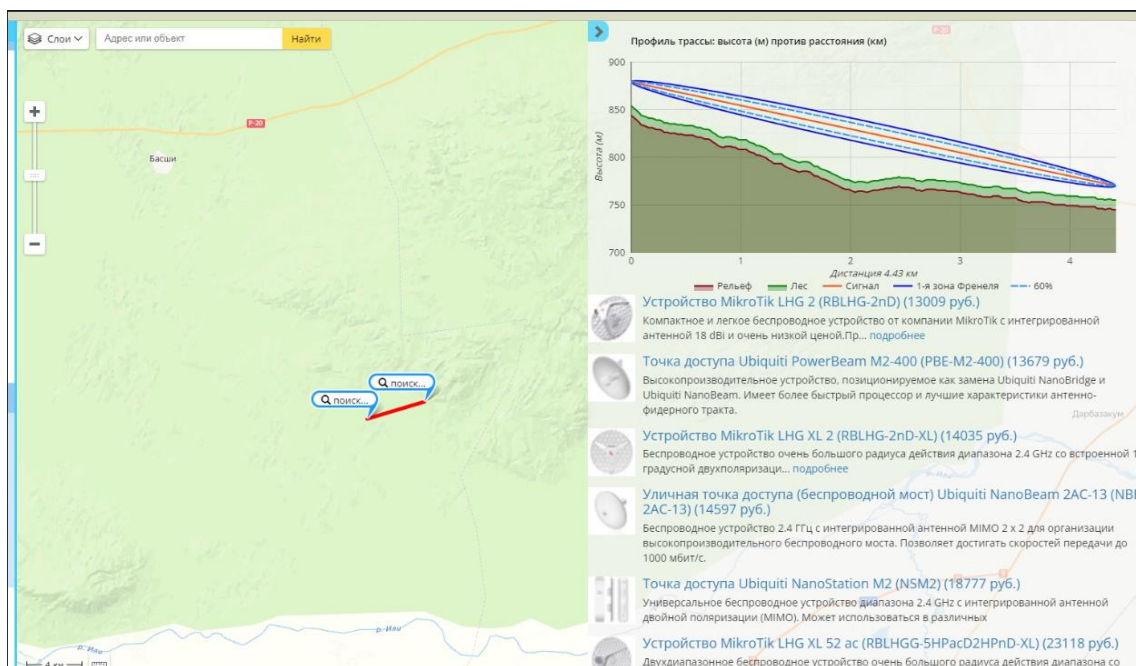 Слои
Адрес или объект
Найти
P-20
P-20
Басши
поиск...
поиск...
р. Или
р. Или
4 км
Профиль трассы: высота (м) против расстояния (км)
900
850
800
750
700
Высота (м)
0 1 2 3 4
Дистанция 4.43 км
Рельеф Лес Сигнал 1-я зона Френеля 60%
Устройство MikroTik LHG 2 (RBLHG-2nD) (13009 руб.)
Компактное и легкое беспроводное устройство от компании MikroTik с интегрированной
антенной 18 dBi и очень низкой ценой.Пр... подробнее
Точка доступа Ubiquiti PowerBeam M2-400 (PBE-M2-400) (13679 руб.)
Высокопроизводительное устройство, позиционируемое как замена Ubiquiti NanoBridge и
Ubiquiti NanoBeam. Имеет более быстрый процессор и лучшие характеристики антенно-
фидерного тракта.
Дарбазакум
Устройство MikroTik LHG XL 2 (RBLHG-2nD-XL) (14035 руб.)
Беспроводное устройство очень большого радиуса действия диапазона 2.4 GHz со встроенной 1
градусной двухполяризаци... подробнее
Уличная точка доступа (беспроводной мост) Ubiquiti NanoBeam 2AC-13 (NBE
2AC-13) (14597 руб.)
Беспроводное устройство 2.4 ГГц с интегрированной антенной MIMO 2 x 2 для организации
высокопроизводительного беспроводного моста. Позволяет достигать скоростей передачи до
1000 мбит/с.
Точка доступа Ubiquiti NanoStation M2 (NSM2) (18777 руб.)
Универсальное беспроводное устройство диапазона 2.4 GHz с интегрированной антенной
двойной поляризации (MIMO). Может использоваться в различных
Устройство MikroTik LHG XL 52 ac (RBLHGG-5HPacD2HPnD-XL) (23118 руб.)
Двухдиапазонное беспроводное устройство очень большого радиуса действия диапазона со